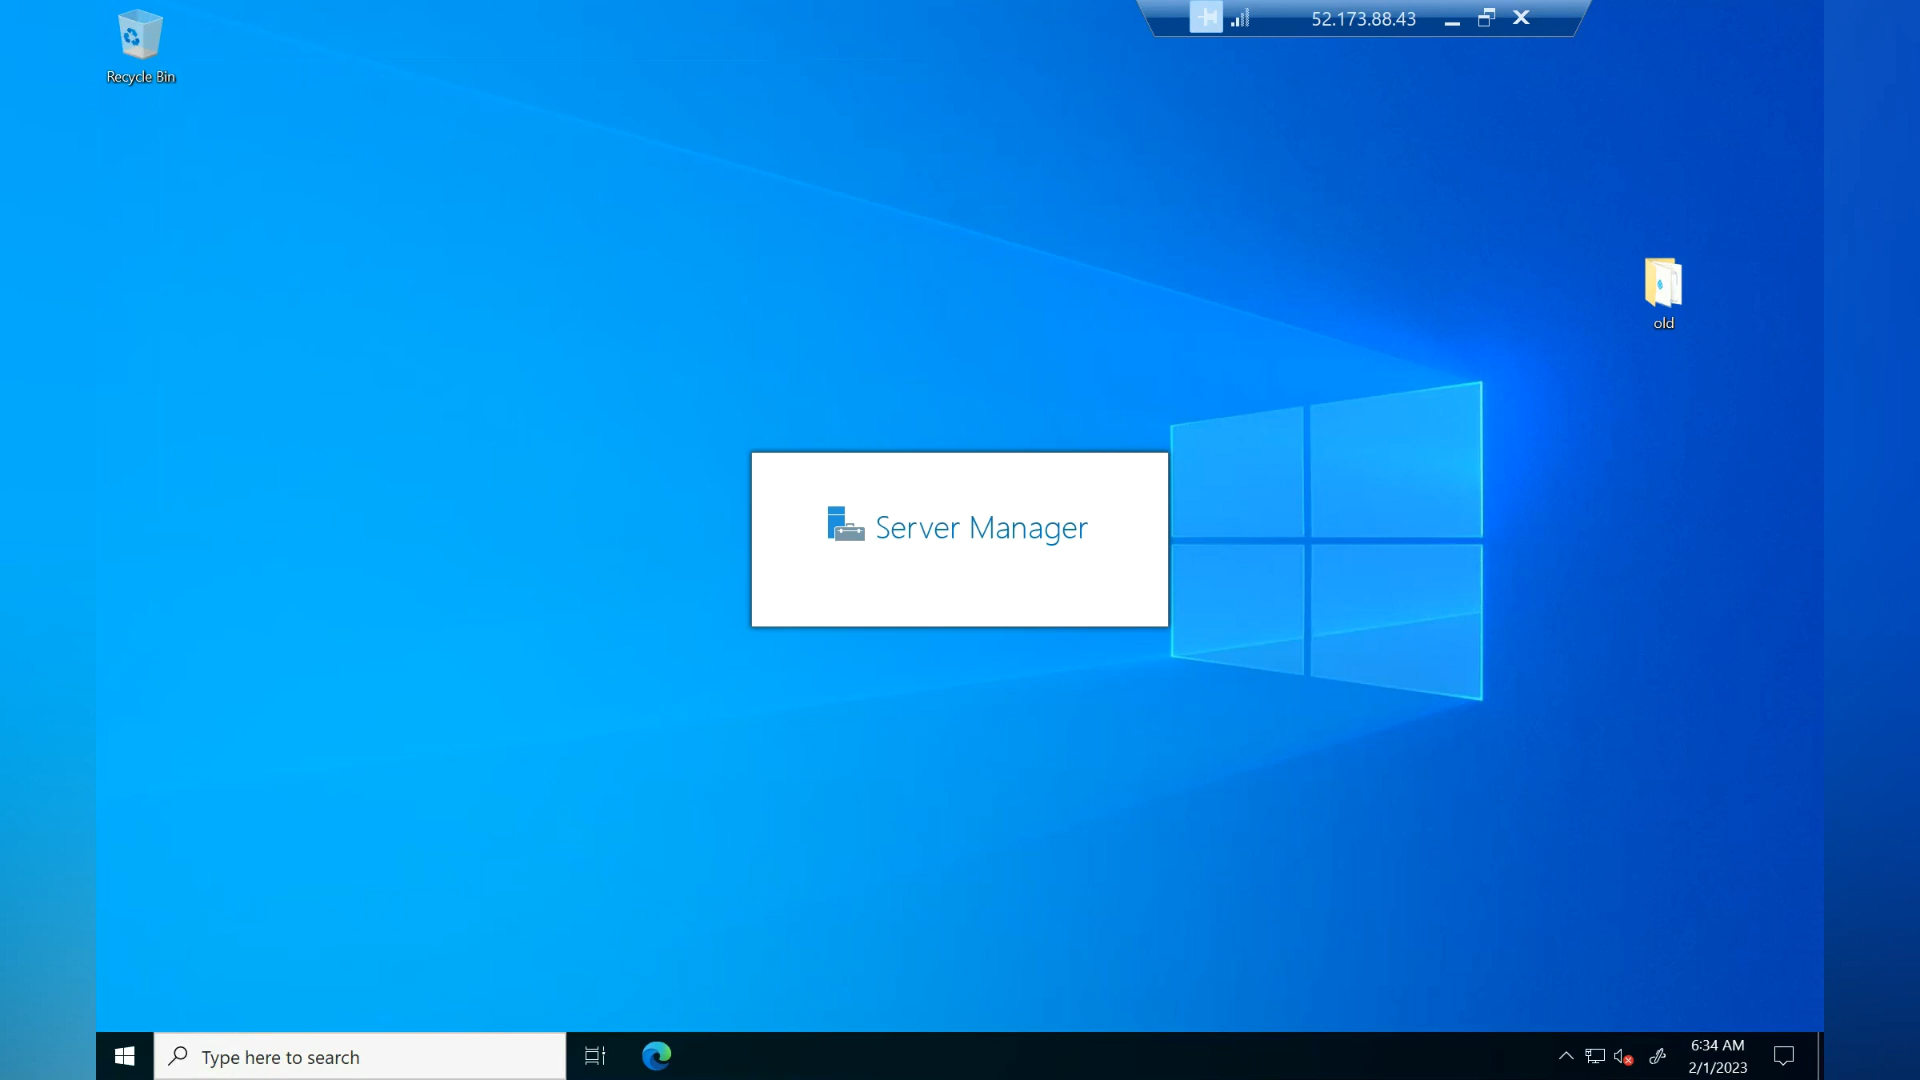 52.173.88.43
Recycle Bin
old
Server Manager
Type here to search
6:34 AM
2/1/2023